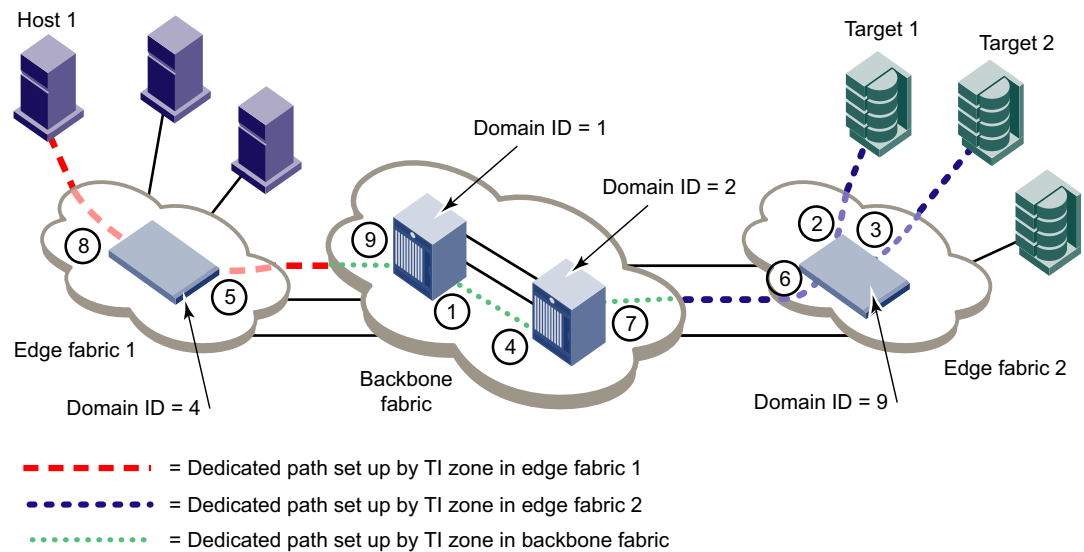 Host 1
Target 1
Target 2
Domain ID = 1
Domain ID = 2
9
8
5
1
4
7
2
3
6
Edge fabric 1
Backbone
fabric
Edge fabric 2
Domain ID = 4
Domain ID = 9
= Dedicated path set up by TI zone in edge fabric 1
= Dedicated path set up by TI zone in edge fabric 2
= Dedicated path set up by TI zone in backbone fabric